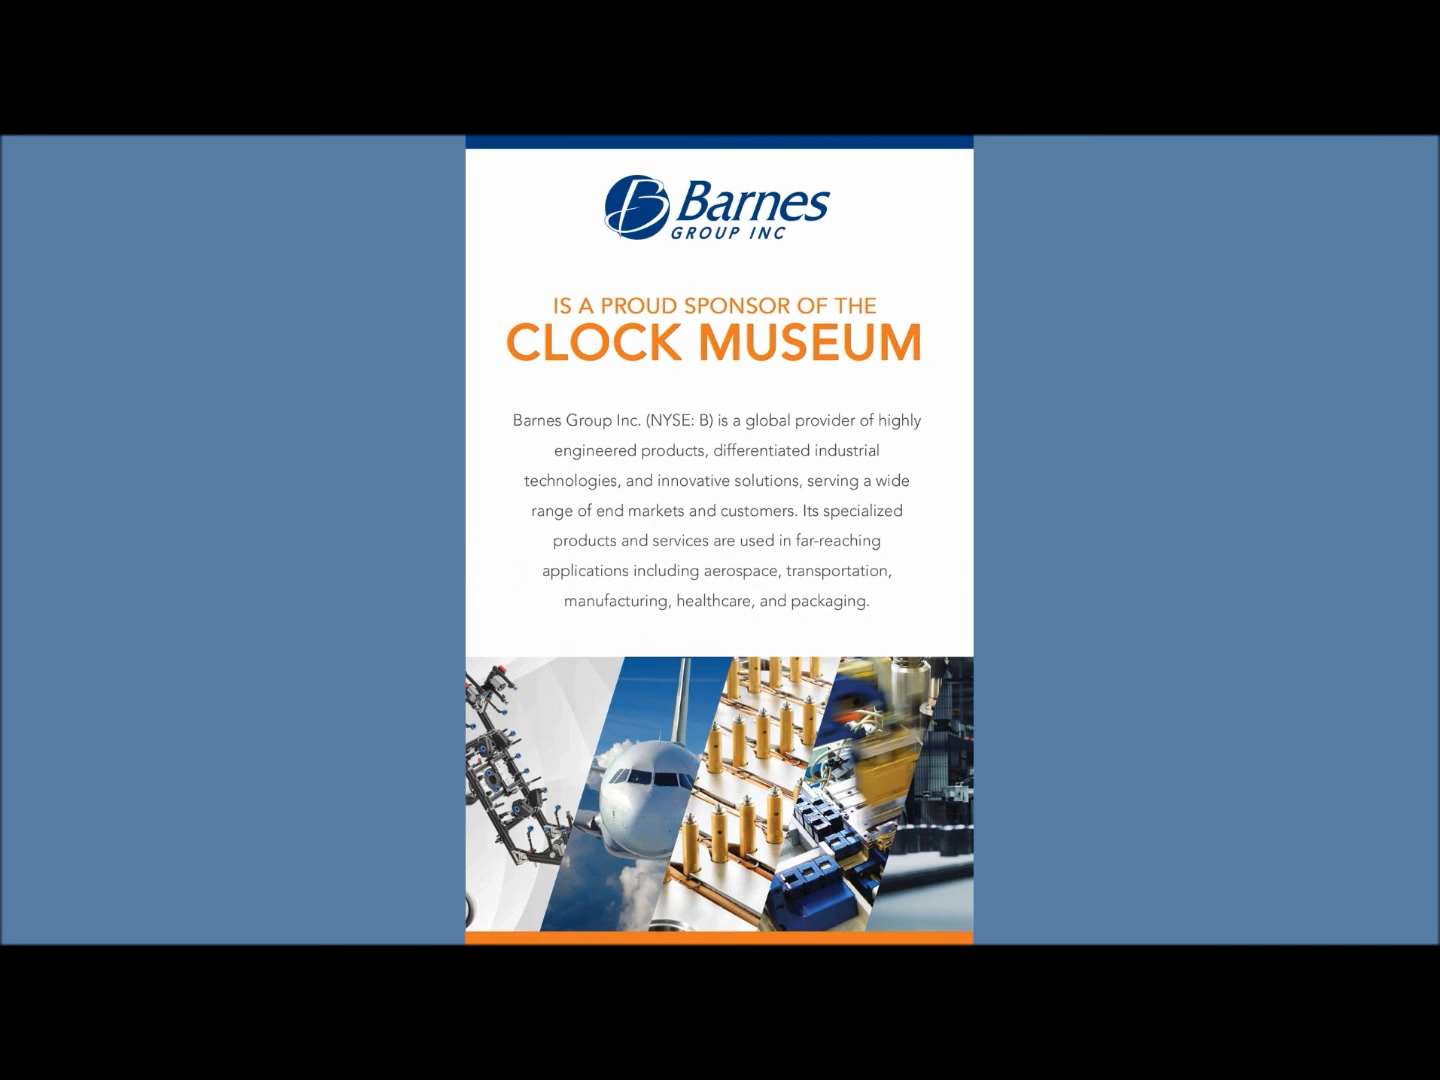 Barnes
GROUP INC
IS A PROUD SPONSOR OF THE
CLOCK MUSEUM
Barnes Group Inc. (NYSE: B) is a global provider of highly
engineered products, differentiated industrial
technologies, and innovative solutions, serving a wide
range of end markets and customers. Its specialized
products and services are used in far-reaching
applications including aerospace, transportation,
manufacturing, healthcare, and packaging.